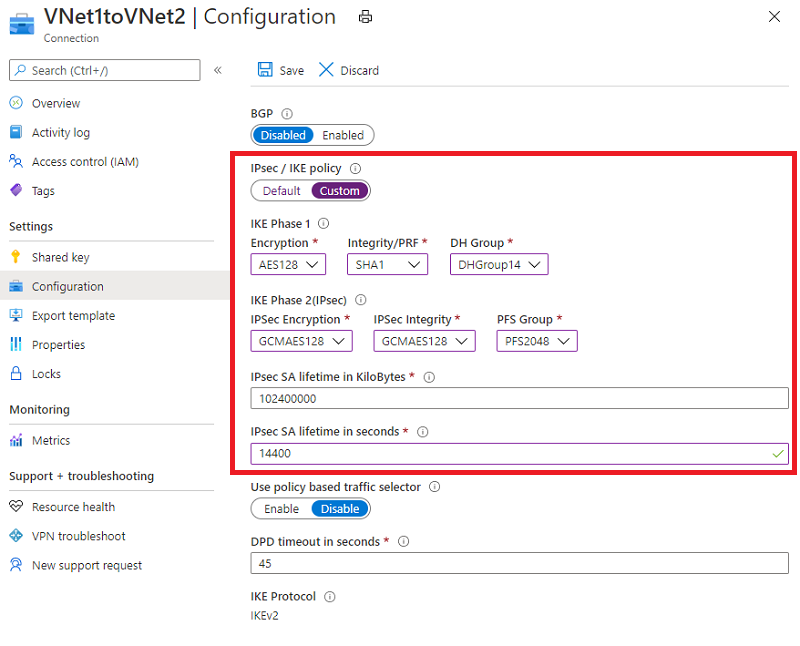 VNet1toVNet2 | Configuration
Connection
Search (Ctrl+/)
«
Overview
Activity log
Access control (IAM)
Tags
Settings
Shared key
Configuration
Export template
Properties
Locks
Monitoring
Metrics
Support + troubleshooting
Resource health
VPN troubleshoot
New support request
Save Discard
BGP
Disabled Enabled
IPsec / IKE policy
Default Custom
IKE Phase 1
Encryption * Integrity/PRF * DH Group *
AES128 SHA1 DHGroup14
IKE Phase 2(IPsec)
IPSec Encryption * IPSec Integrity * PFS Group *
GCMAES128 GCMAES128 PFS2048
IPsec SA lifetime in KiloBytes *
102400000
IPsec SA lifetime in seconds *
14400
Use policy based traffic selector
Enable Disable
DPD timeout in seconds *
45
IKE Protocol
IKEv2